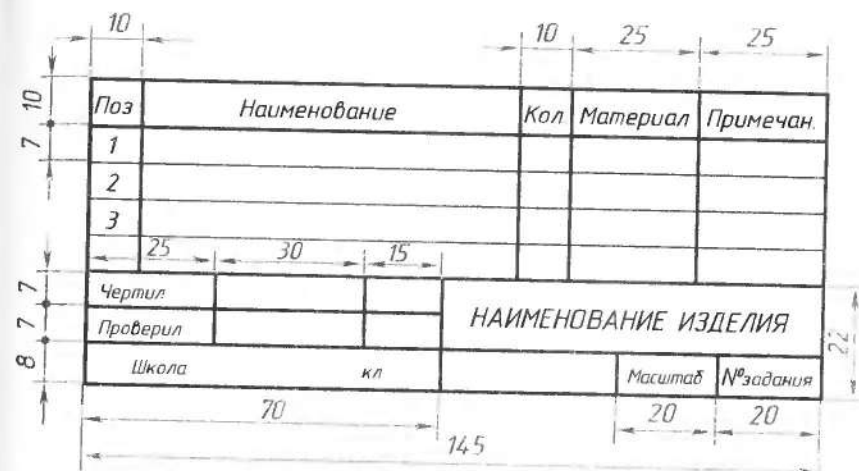 10 10 25 25
10 Поз Наименование Кол Материал Примечан.
7 1
2
3
25 30 15
7 Чертил НАИМЕНОВАНИЕ ИЗДЕЛИЯ 22
7 Проверил
8 Школа кл Масштаб №задания
70 20 20
145